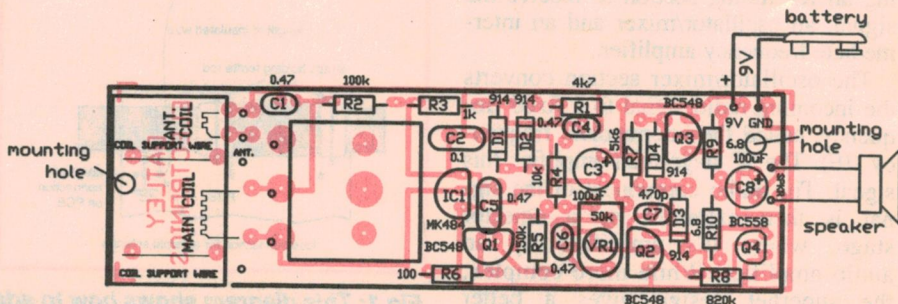 battery
9V
+ -
0.47
100k
4k7
C1
R2
R3
1k
914 914
0.47
R1
C4
BC548
9V GND
mounting hole
COIL SUPPORT WIRE
ANT. COIL
ANT.
MAIN COIL
COIL SUPPORT WIRE
C2
0.1
D1
D2
10k
R4
C3
+
100uF
5k6
R7
D4
914
Q3
R9
6.8
100uF
+
C8
mounting hole
speaker
IC1
MK484
C5
0.47
BC548
Q1
150k
R5
C6
0.47
50k
VR1
470p
C7
Q2
D3
914
6.8
R10
BC558
Q4
100
R6
BC548
R8
820k